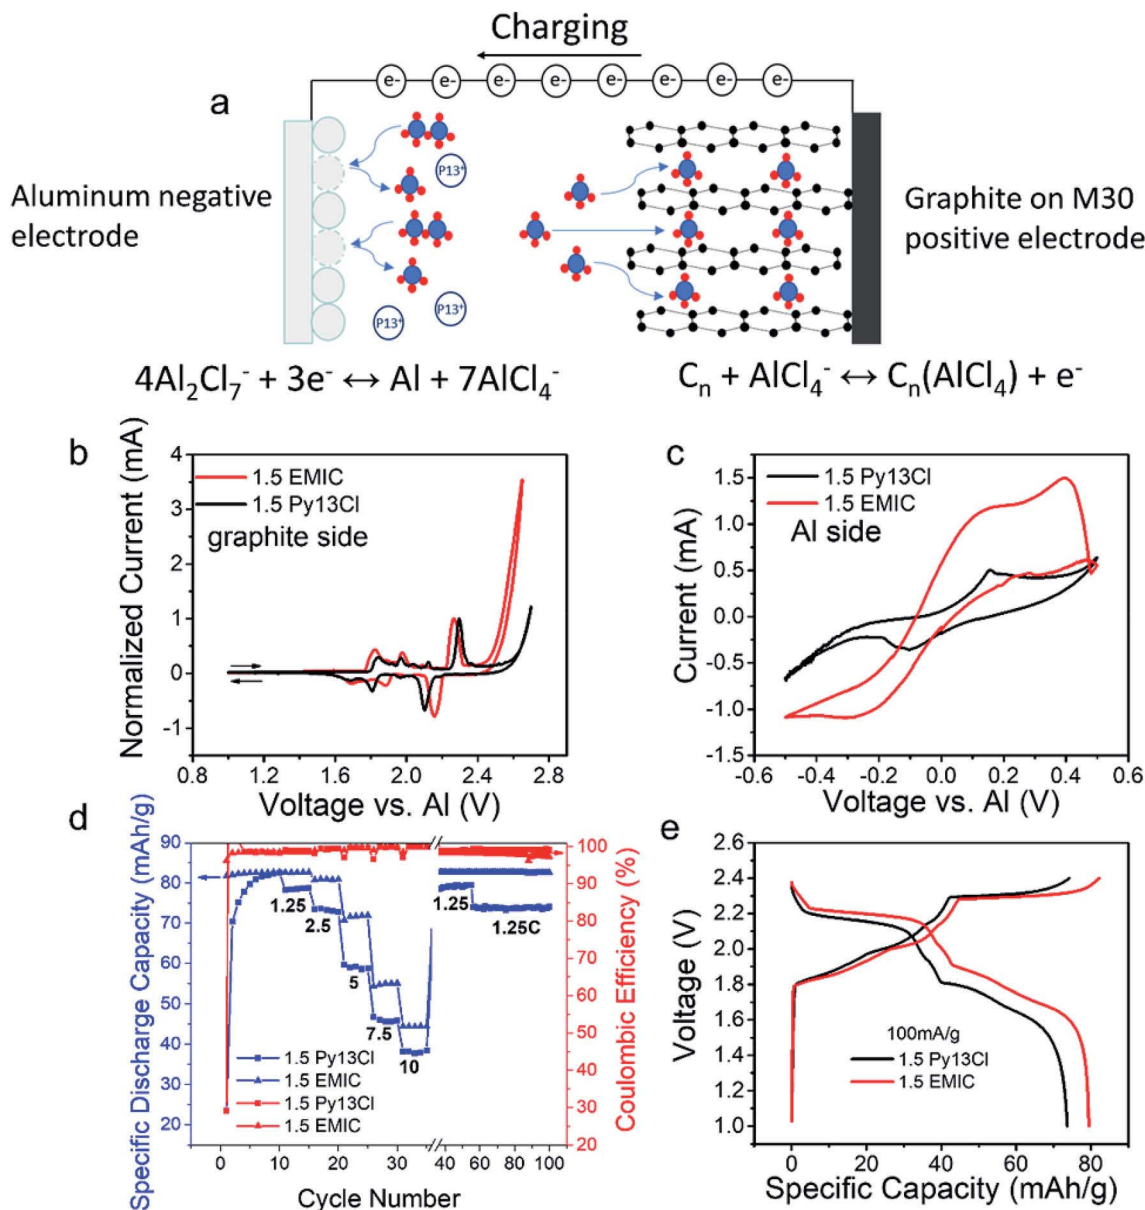 Charging
e- e- e- e- e- e- e- e-
a
P13+
Aluminum negative
electrode
Graphite on M30
positive electrode
P13+
P13+
4Al₂Cl₇⁻ + 3e⁻ ↔ Al + 7AlCl₄⁻
Cₙ + AlCl₄⁻ ↔ Cₙ(AlCl₄) + e⁻
b
Normalized Current (mA)
4
3
2
1
0
-1
1.5 EMIC
1.5 Py13Cl
graphite side
0.8 1.2 1.6 2.0 2.4 2.8
Voltage vs. Al (V)
c
Current (mA)
1.5
1.0
0.5
0.0
-0.5
-1.0
-1.5
1.5 Py13Cl
1.5 EMIC
Al side
-0.6 -0.4 -0.2 0.0 0.2 0.4 0.6
Voltage vs. Al (V)
d
Specific Discharge Capacity (mAh/g)
90
80
70
60
50
40
30
20
1.25
2.5
5
7.5
10
1.25
1.25C
1.5 Py13Cl
1.5 EMIC
1.5 Py13Cl
1.5 EMIC
100
90
80
70
60
50
40
30
20
Coulombic Efficiency (%)
0 10 20 30 40 60 80 100
Cycle Number
e
Voltage (V)
2.6
2.4
2.2
2.0
1.8
1.6
1.4
1.2
1.0
100mA/g
1.5 Py13Cl
1.5 EMIC
0 20 40 60 80
Specific Capacity (mAh/g)